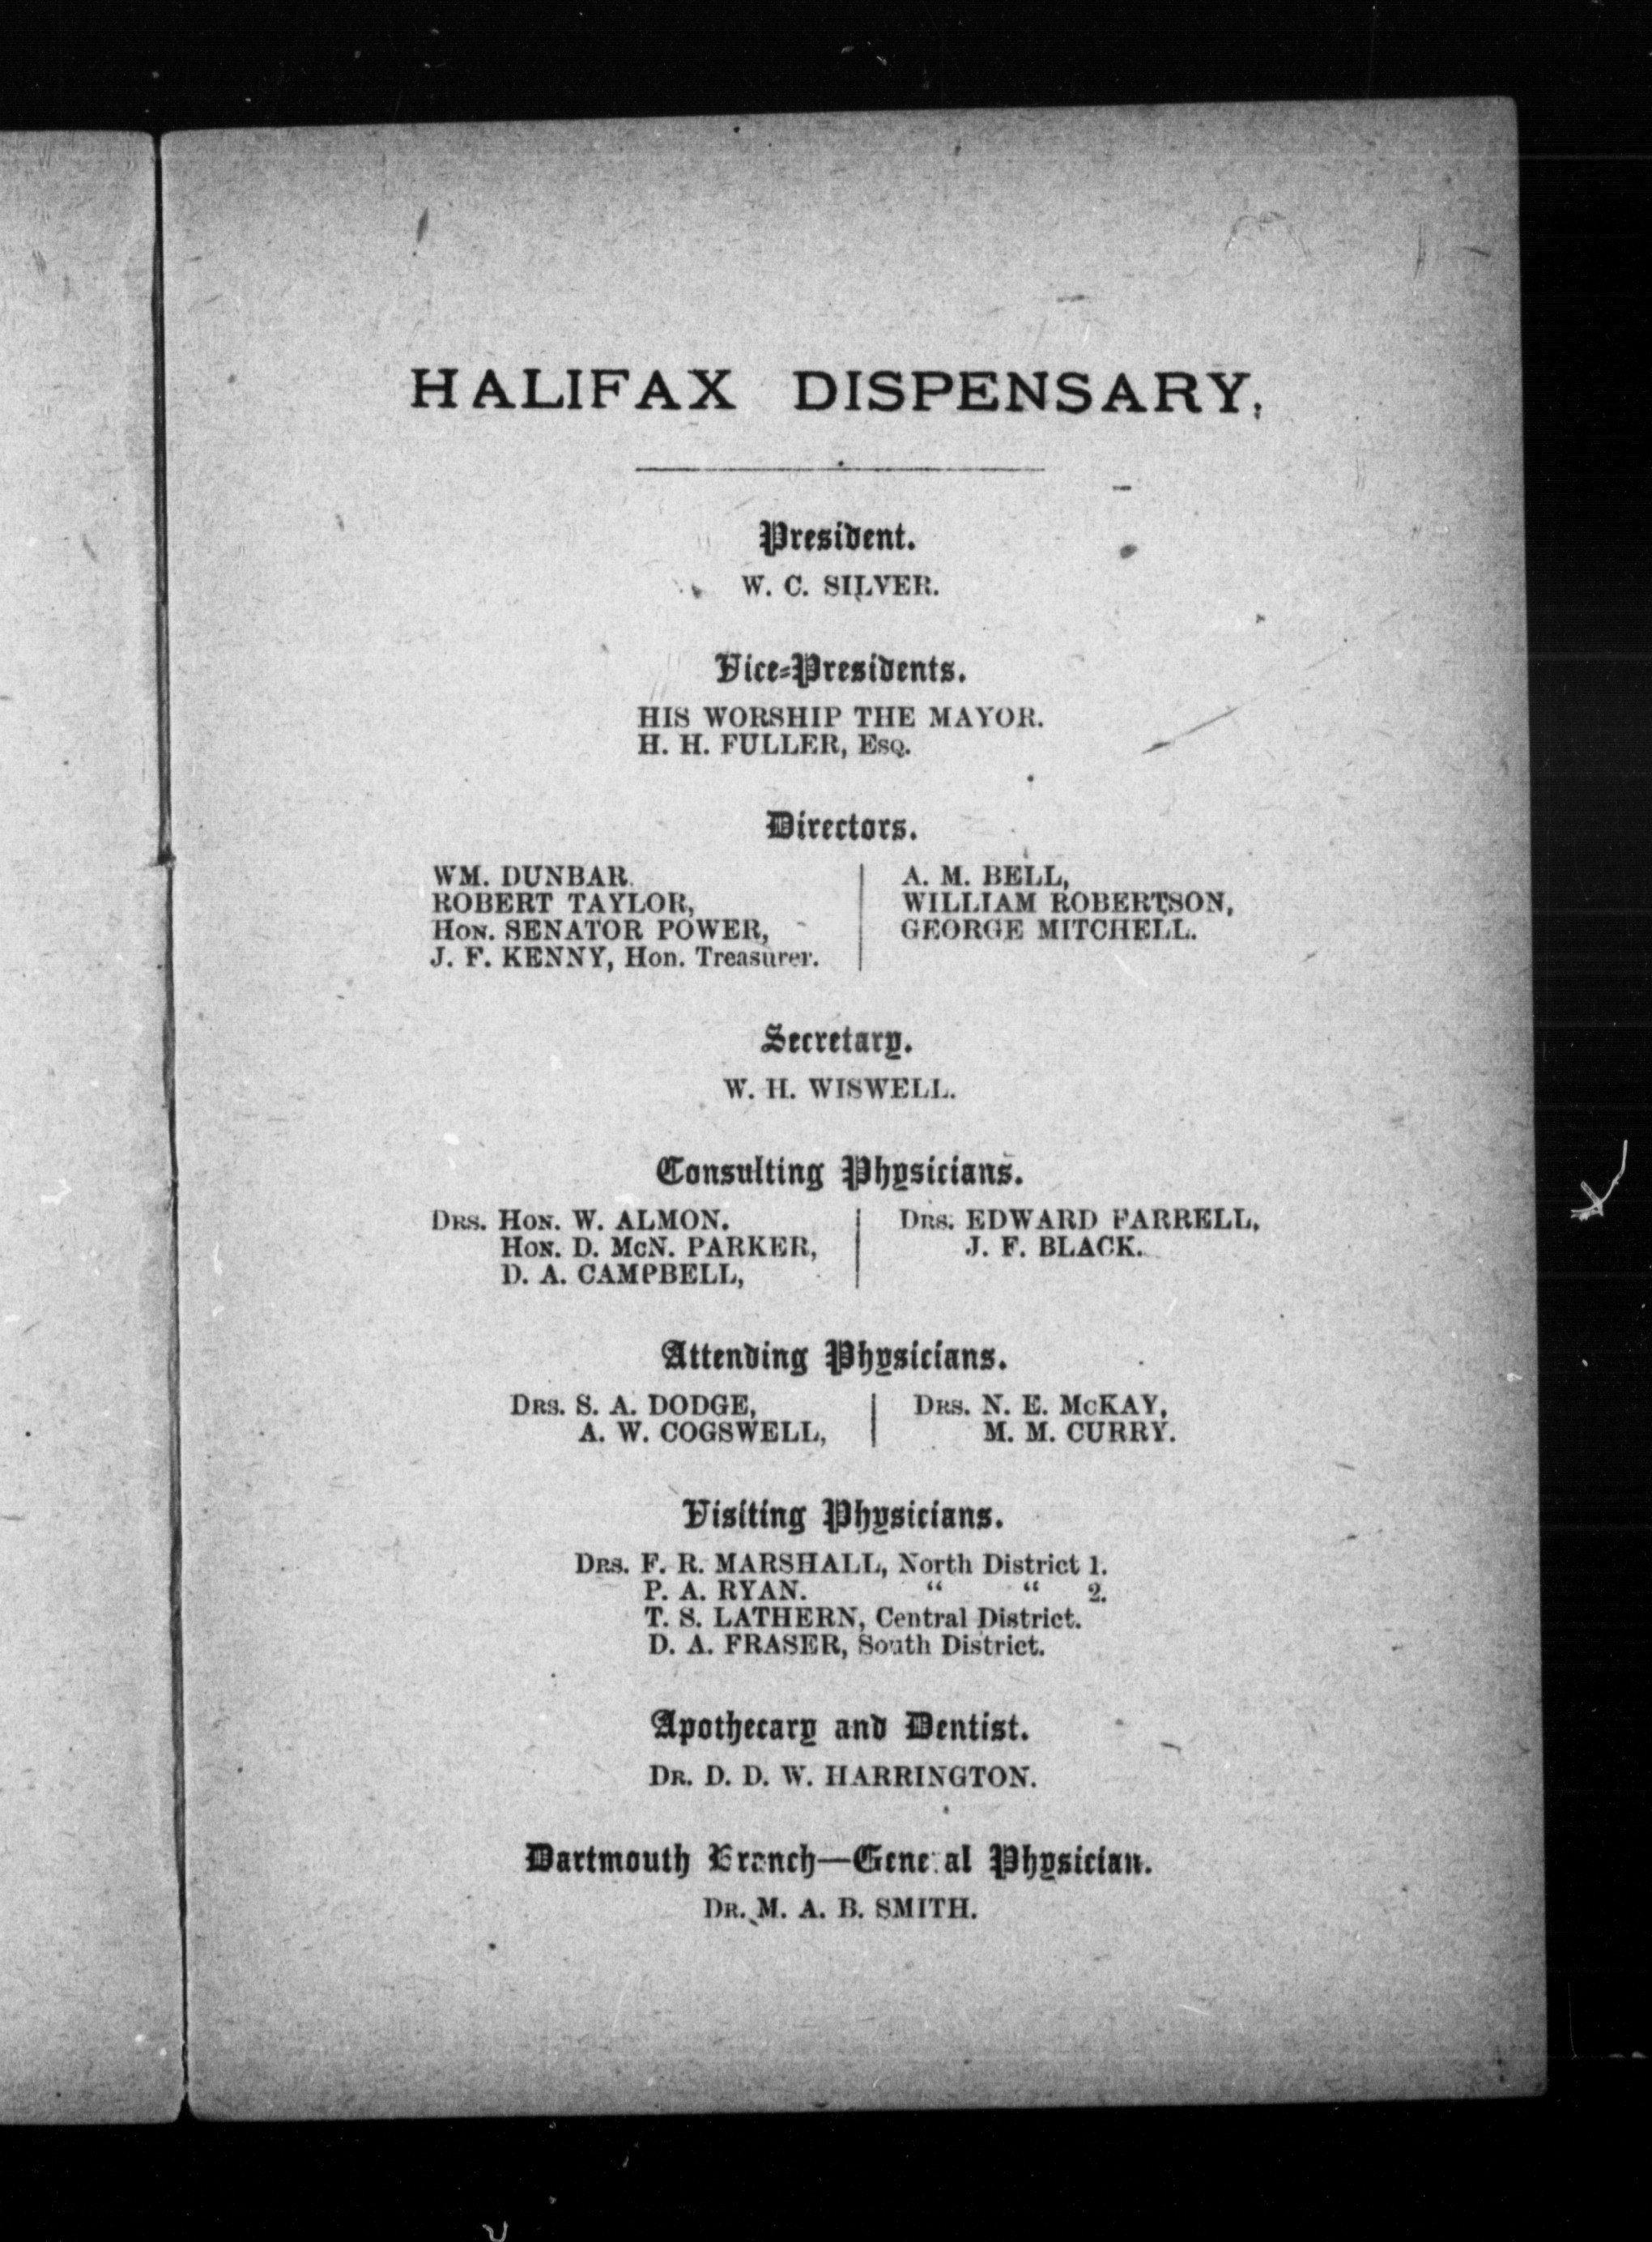 HALIFAX DISPENSARY.
President.
W. C. SILVER.
Vice-Presidents.
HIS WORSHIP THE MAYOR.
H. H. FULLER, Esq.
Directors.
WM. DUNBAR.
ROBERT TAYLOR,
Hon. SENATOR POWER,
J. F. KENNY, Hon. Treasurer.
A. M. BELL,
WILLIAM ROBERTSON,
GEORGE MITCHELL.
Secretary.
W. H. WISWELL.
Consulting Physicians.
Drs. Hon. W. ALMON.
Hon. D. McN. PARKER,
D. A. CAMPBELL,
Drs. EDWARD FARRELL,
J. F. BLACK.
Attending Physicians.
Drs. S. A. DODGE,
A. W. COGSWELL,
Drs. N. E. McKAY,
M. M. CURRY.
Visiting Physicians.
Drs. F. R. MARSHALL, North District 1.
P. A. RYAN. “ “ 2.
T. S. LATHERN, Central District.
D. A. FRASER, South District.
Apothecary and Dentist.
Dr. D. D. W. HARRINGTON.
Dartmouth Branch—General Physician.
Dr. M. A. B. SMITH.